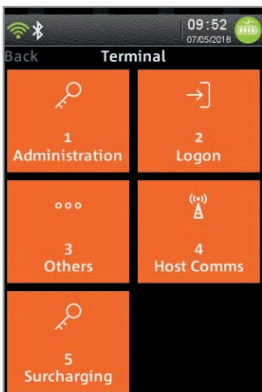 09:52
07/05/2018
Back Terminal
1
Administration
2
Logon
3
Others
4
Host Comms
5
Surcharging